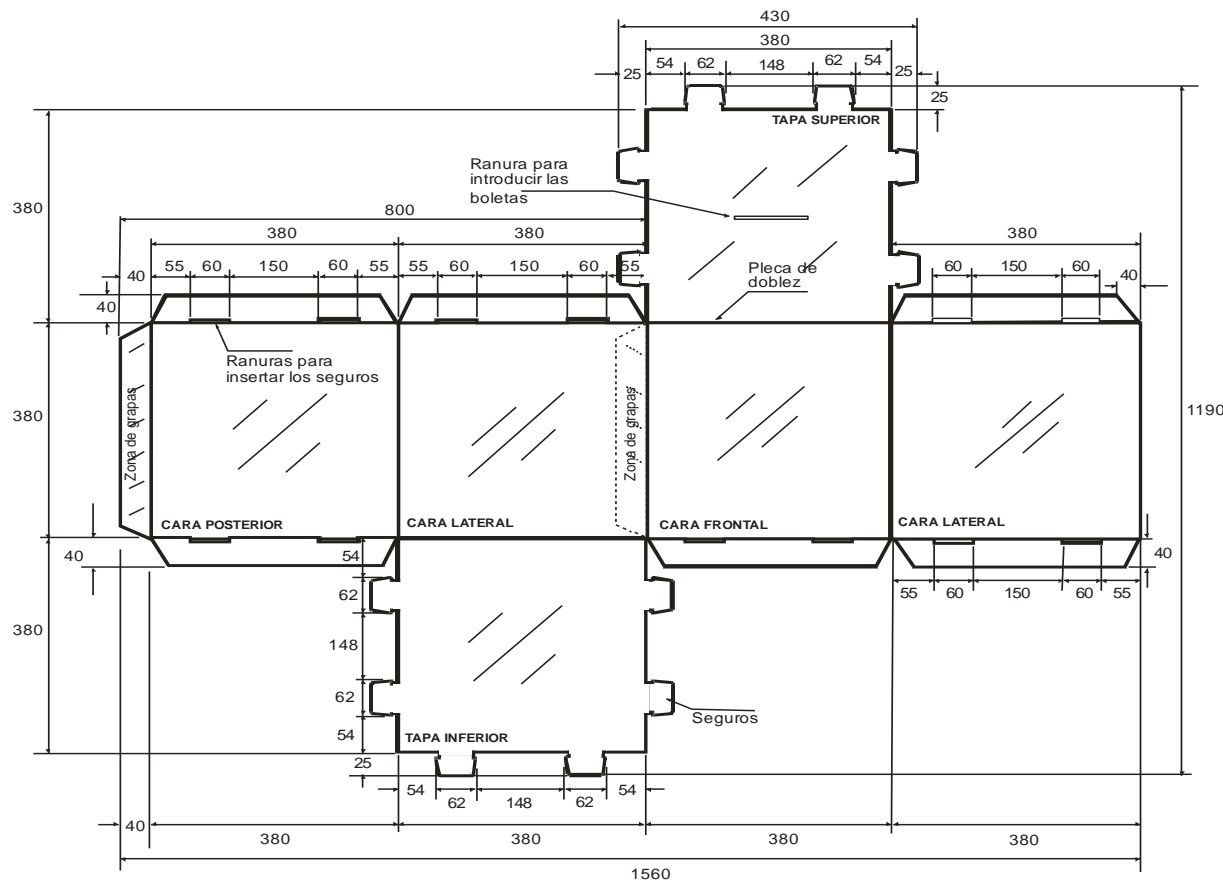 430
380
54 62 148 62 54
25 25
25
TAPA SUPERIOR
Ranura para
introducir las
boletas
380
800
380 380 380
40 55 60 150 60 55 55 60 150 60 55
60 150 60 40
40
Pleca de
doblez
Ranuras para
insertar los seguros
380
Zona de grapas
Zona de grapas
1190
CARA POSTERIOR
CARA LATERAL
CARA FRONTAL
CARA LATERAL
40
40
54
62
148
62
54
25
55 60 150 60 55
380
Seguros
TAPA INFERIOR
54 62 148 62 54
40 380 380 380 380
1560